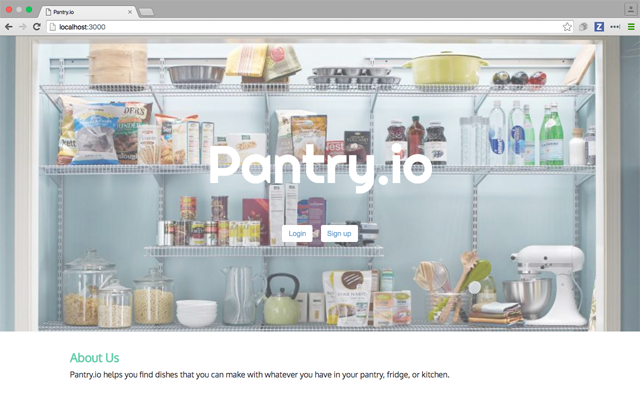 Pantry.io
localhost:3000
Pantry.io
Login
Sign up
About Us
Pantry.io helps you find dishes that you can make with whatever you have in your pantry, fridge, or kitchen.